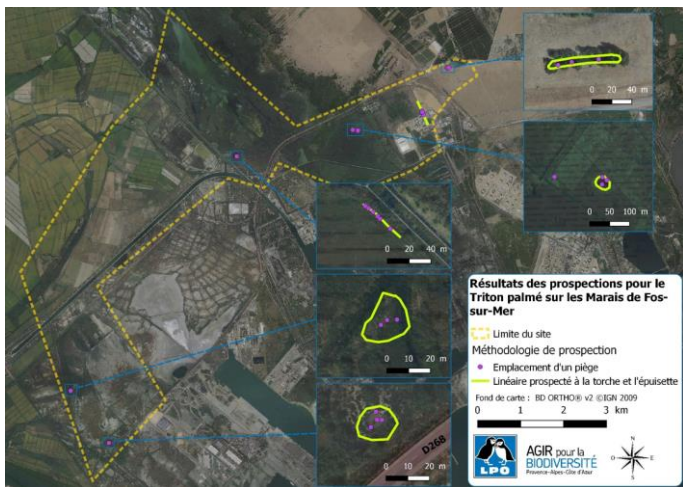 0 20 40 m
0 50 100 m
0 20 40 m
0 10 20 m
0 10 20 m
D268
Résultats des prospections pour le
Triton palmé sur les Marais de Fos-
sur-Mer
Limite du site
Méthodologie de prospection
Emplacement d'un piège
Linéaire prospecté à la torche et l'épuisette
Fond de carte : BD ORTHO® v2 ©IGN 2009
0 1 2 3 km
LPO
AGIR pour la
BIODIVERSITÉ
Provence-Alpes-Côte d'Azur
N
O E
S